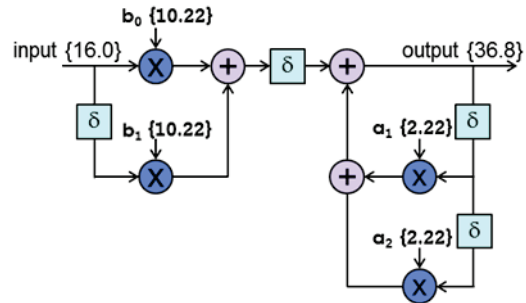 b₀ {10.22}
input {16.0}
X
+
δ
+
output {36.8}
δ
b₁ {10.22}
X
a₁ {2.22}
δ
+
X
a₂ {2.22}
δ
X